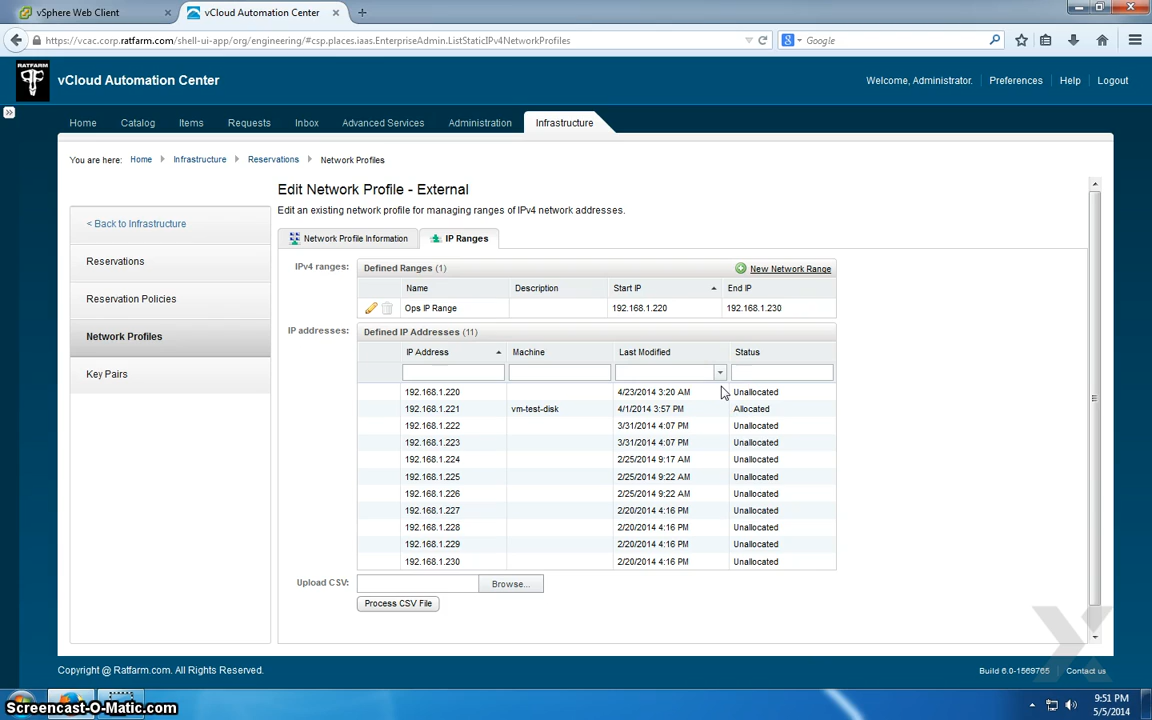 vSphere Web Client
vCloud Automation Center
https://vcac.corp.ratfarm.com/shell-ui-app/org/engineering/#csp.places.iaas.EnterpriseAdmin.ListStaticIPv4NetworkProfiles
Google
RATFARM
vCloud Automation Center
Welcome, Administrator.
Preferences
Help
Logout
Home
Catalog
Items
Requests
Inbox
Advanced Services
Administration
Infrastructure
You are here: Home Infrastructure Reservations Network Profiles
< Back to Infrastructure
Reservations
Reservation Policies
Network Profiles
Key Pairs
Edit Network Profile - External
Edit an existing network profile for managing ranges of IPv4 network addresses.
Network Profile Information
IP Ranges
IPv4 ranges:
Defined Ranges (1)
New Network Range
Name Description Start IP End IP
Ops IP Range 192.168.1.220 192.168.1.230
IP addresses:
Defined IP Addresses (11)
IP Address Machine Last Modified Status
192.168.1.220 4/23/2014 3:20 AM Unallocated
192.168.1.221 vm-test-disk 4/1/2014 3:57 PM Allocated
192.168.1.222 3/31/2014 4:07 PM Unallocated
192.168.1.223 3/31/2014 4:07 PM Unallocated
192.168.1.224 2/25/2014 9:17 AM Unallocated
192.168.1.225 2/25/2014 9:22 AM Unallocated
192.168.1.226 2/25/2014 9:22 AM Unallocated
192.168.1.227 2/20/2014 4:16 PM Unallocated
192.168.1.228 2/20/2014 4:16 PM Unallocated
192.168.1.229 2/20/2014 4:16 PM Unallocated
192.168.1.230 2/20/2014 4:16 PM Unallocated
Upload CSV:
Browse...
Process CSV File
Copyright @ Ratfarm.com. All Rights Reserved.
Build 6.0-1569765
Contact us
Screencast-O-Matic.com
9:51 PM
5/5/2014